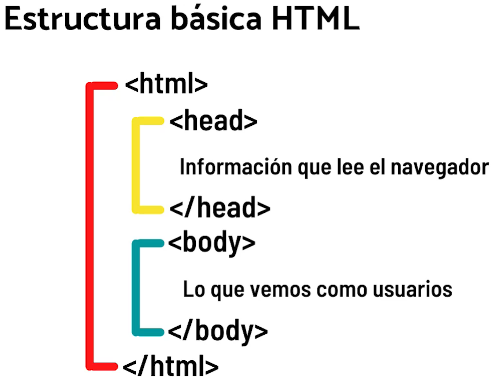 Estructura básica HTML
<html>
<head>
Información que lee el navegador
</head>
<body>
Lo que vemos como usuarios
</body>
</html>